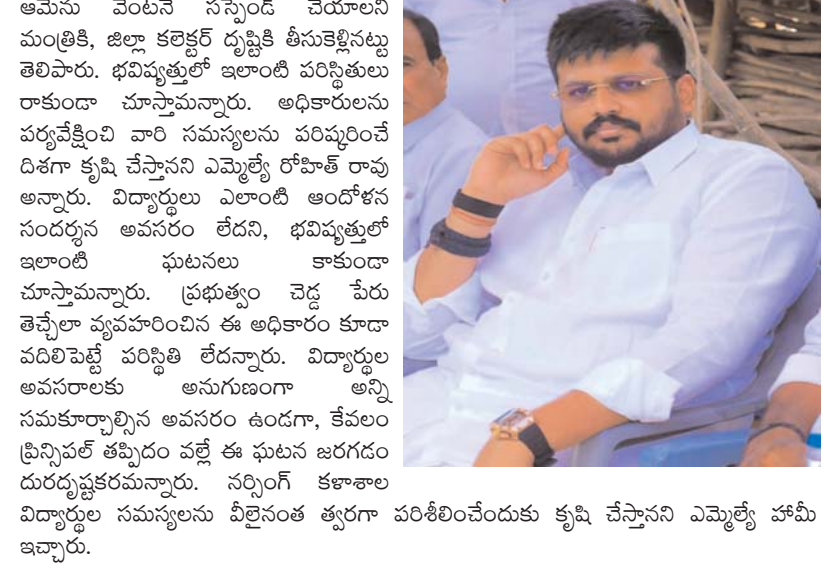 ఆమెను వెంటనే సస్పెండ్ చేయాలని
మంత్రికి, జిల్లా కలెక్టర్ దృష్టికి తీసుకెల్లినట్టు
తెలిపారు. భవిష్యత్తులో ఇలాంటి పరిస్థితులు
రాకుండా చూస్తామన్నారు. అధికారులను
పర్యవేక్షించి వారి సమస్యలను పరిష్కరించే
దిశగా కృషి చేస్తానని ఎమ్మెల్యే రోహిత్ రావు
అన్నారు. విద్యార్థులు ఎలాంటి ఆందోళన
సందర్శన అవసరం లేదని, భవిష్యత్తులో
ఇలాంటి ఘటనలు కాకుండా
చూస్తామన్నారు. ప్రభుత్వం చెడ్డ పేరు
తెచ్చేలా వ్యవహరించిన ఈ అధికారం కూడా
వదిలిపెట్టే పరిస్థితి లేదన్నారు. విద్యార్థుల
అవసరాలకు అనుగుణంగా అన్ని
సమకూర్చాల్సిన అవసరం ఉండగా, కేవలం
ప్రిన్సిపల్ తప్పిదం వల్లే ఈ ఘటన జరగడం
దురదృష్టకరమన్నారు. నర్సింగ్ కళాశాల
విద్యార్థుల సమస్యలను వీలైనంత త్వరగా పరిశీలించేందుకు కృషి చేస్తానని ఎమ్మెల్యే హామీ
ఇచ్చారు.